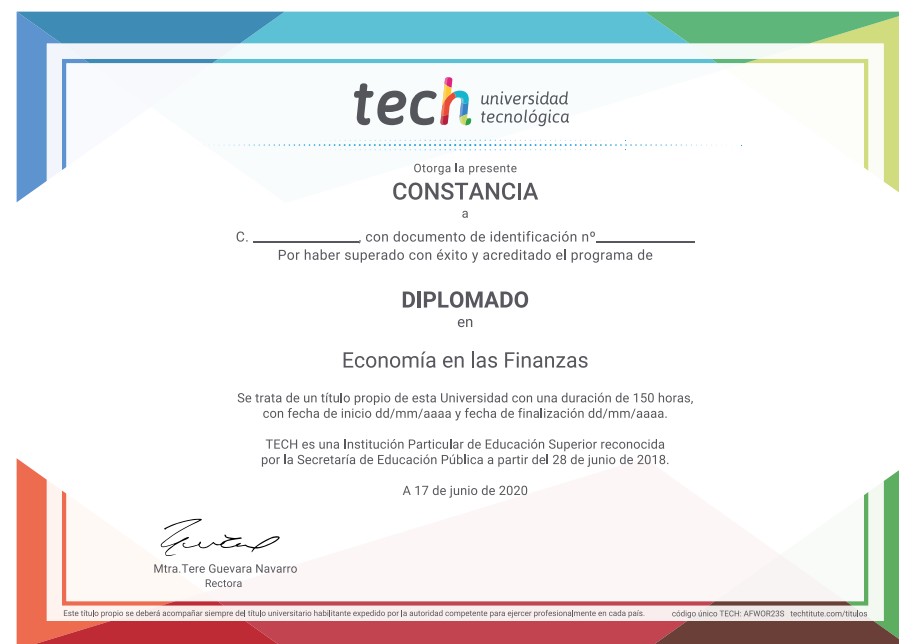 tech universidad
tecnológica
Otorga la presente
CONSTANCIA
a
C. ______________, con documento de identificación nº______________
Por haber superado con éxito y acreditado el programa de
DIPLOMADO
en
Economía en las Finanzas
Se trata de un título propio de esta Universidad con una duración de 150 horas,
con fecha de inicio dd/mm/aaaa y fecha de finalización dd/mm/aaaa.
TECH es una Institución Particular de Educación Superior reconocida
por la Secretaría de Educación Pública a partir del 28 de junio de 2018.
A 17 de junio de 2020
Mtra.Tere Guevara Navarro
Rectora
Este título propio se deberá acompañar siempre del título universitario habilitante expedido por la autoridad competente para ejercer profesionalmente en cada país. código único TECH: AFWOR23S techtitute.com/titulos